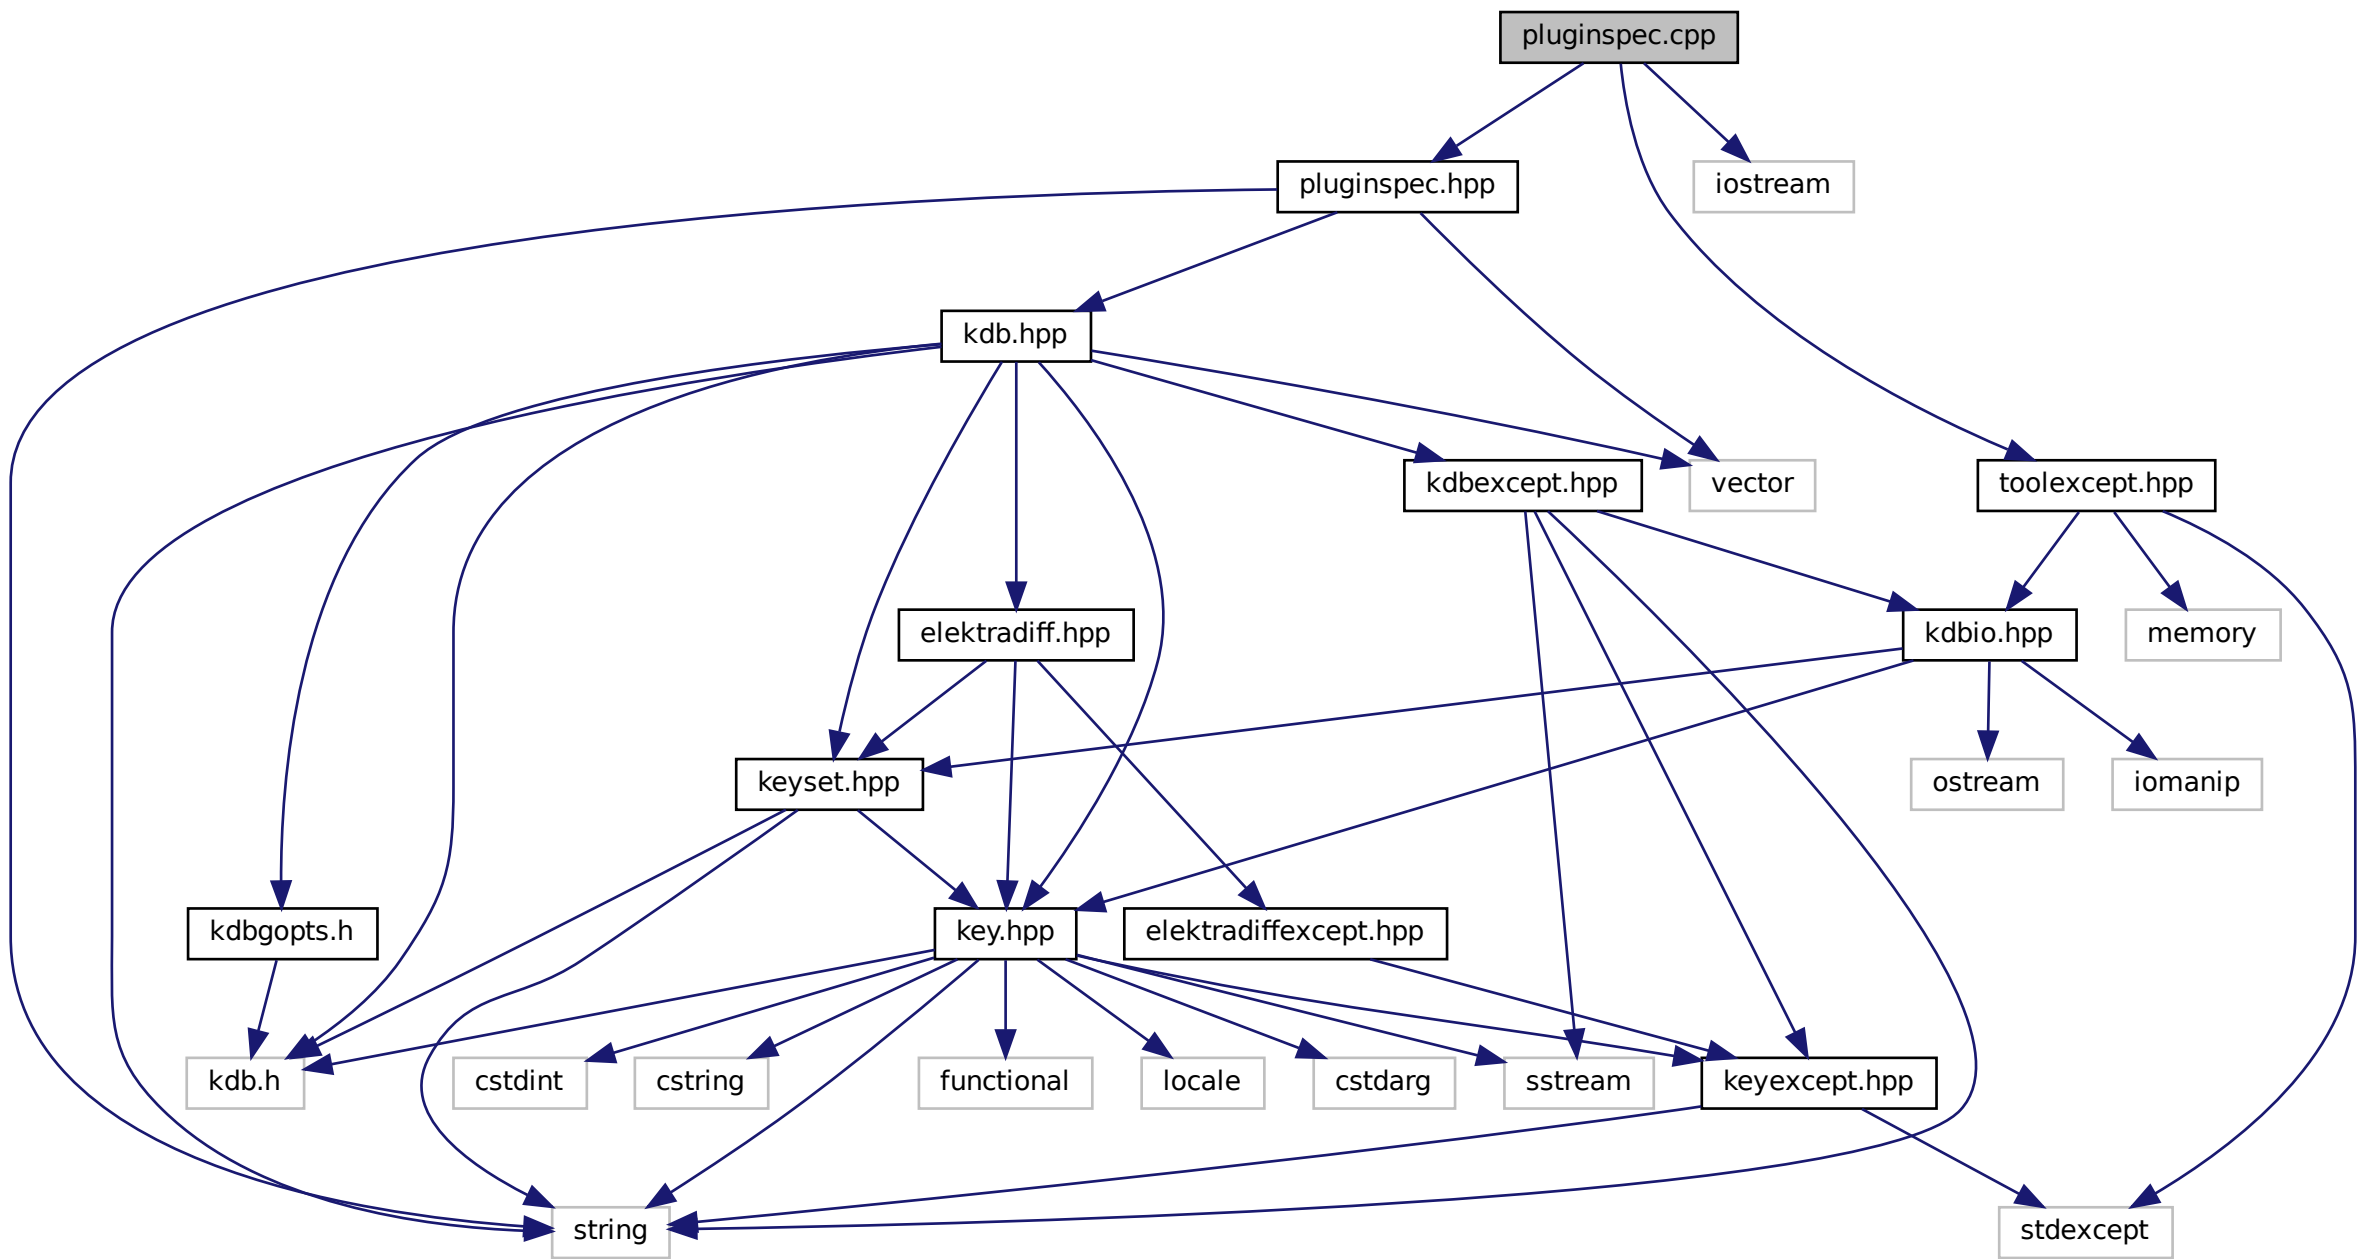 pluginspec.cpp
pluginspec.hpp
iostream
kdb.hpp
kdbexcept.hpp
vector
toolexcept.hpp
elektradiff.hpp
kdbio.hpp
memory
keyset.hpp
ostream
iomanip
kdbgopts.h
key.hpp
elektradiffexcept.hpp
kdb.h
cstdint
cstring
functional
locale
cstdarg
sstream
keyexcept.hpp
string
stdexcept